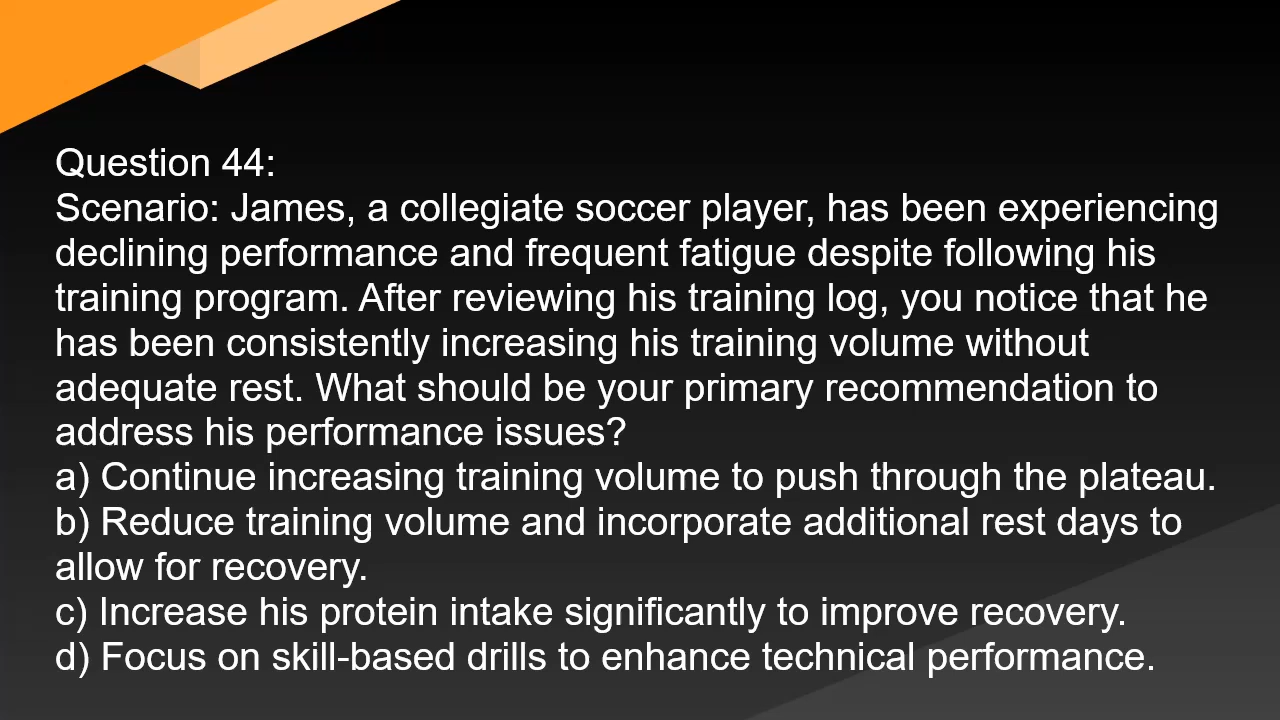 Question 44:
Scenario: James, a collegiate soccer player, has been experiencing
declining performance and frequent fatigue despite following his
training program. After reviewing his training log, you notice that he
has been consistently increasing his training volume without
adequate rest. What should be your primary recommendation to
address his performance issues?
a) Continue increasing training volume to push through the plateau.
b) Reduce training volume and incorporate additional rest days to
allow for recovery.
c) Increase his protein intake significantly to improve recovery.
d) Focus on skill-based drills to enhance technical performance.